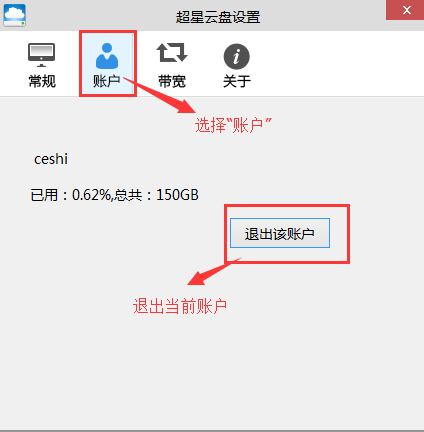 超星云盘设置
x
常规 账户 带宽 关于
选择“账户”
ceshi
已用：0.62%,总共：150GB
退出该账户
退出当前账户